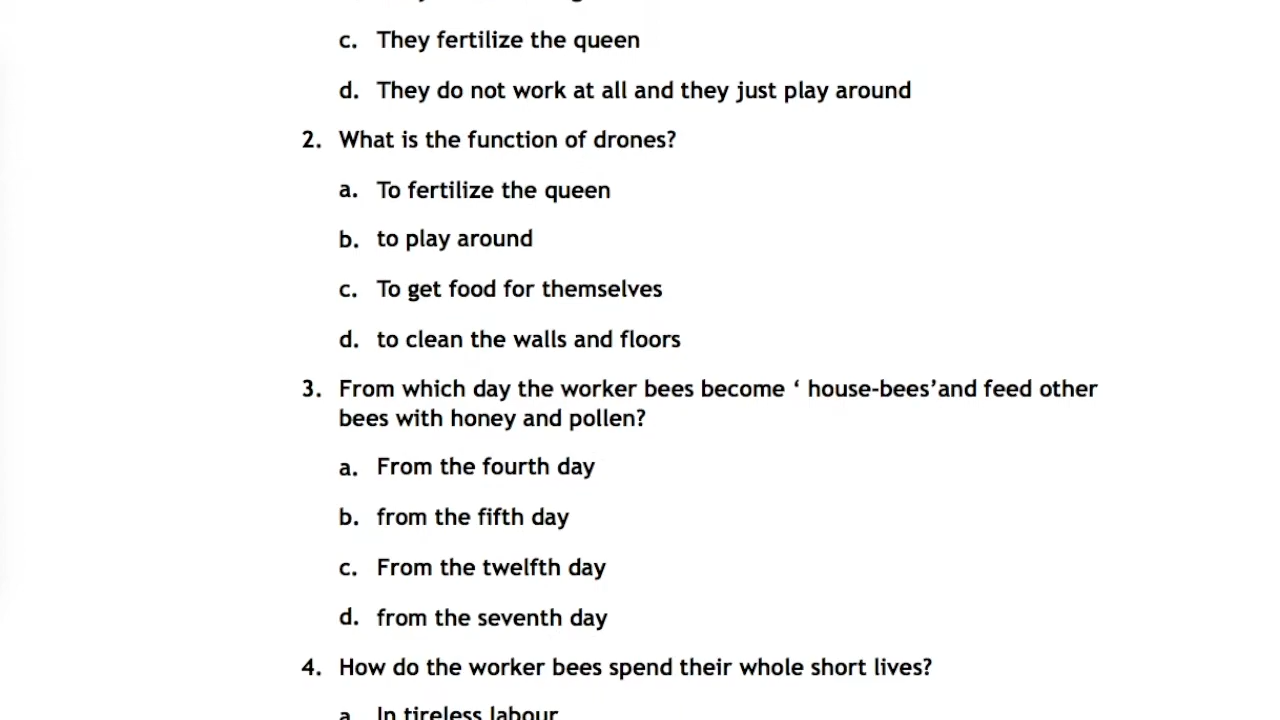 c. They fertilize the queen
d. They do not work at all and they just play around
2. What is the function of drones?
a. To fertilize the queen
b. to play around
c. To get food for themselves
d. to clean the walls and floors
3. From which day the worker bees become ‘ house-bees’and feed other
bees with honey and pollen?
a. From the fourth day
b. from the fifth day
c. From the twelfth day
d. from the seventh day
4. How do the worker bees spend their whole short lives?
a. In tireless labour